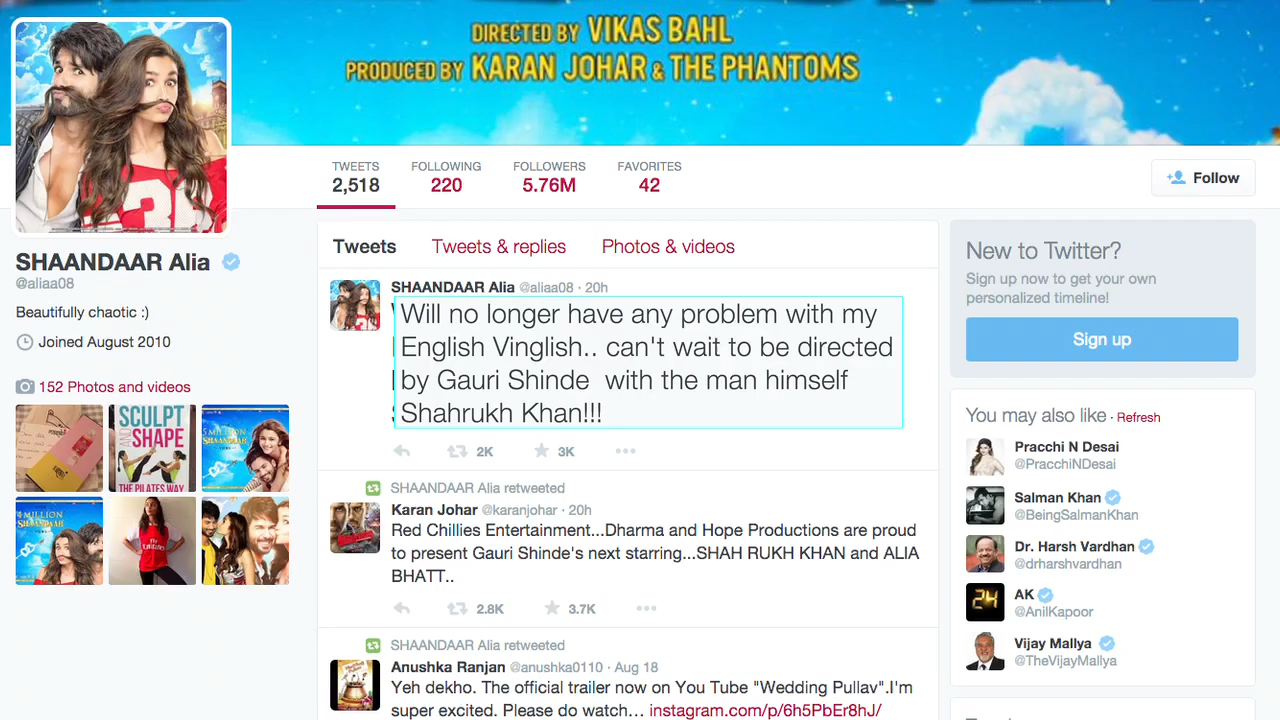 DIRECTED BY VIKAS BAHL
PRODUCED BY KARAN JOHAR & THE PHANTOMS
TWEETS
2,518
FOLLOWING
220
FOLLOWERS
5.76M
FAVORITES
42
Follow
SHAANDAAR Alia
@aliaa08
Beautifully chaotic :)
Joined August 2010
152 Photos and videos
SCULPT
AND
SHAPE
THE PILATES WAY
5 MILLION
SHAANDAAR
4 MILLION
SHAANDAAR
Tweets
Tweets & replies
Photos & videos
SHAANDAAR Alia @aliaa08 · 20h
Will no longer have any problem with my
English Vinglish.. can't wait to be directed
by Gauri Shinde with the man himself
Shahrukh Khan!!!
2K
3K
SHAANDAAR Alia retweeted
Karan Johar @karanjohar · 20h
Red Chillies Entertainment...Dharma and Hope Productions are proud
to present Gauri Shinde's next starring...SHAH RUKH KHAN and ALIA
BHATT..
2.8K
3.7K
SHAANDAAR Alia retweeted
Anushka Ranjan @anushka0110 · Aug 18
Yeh dekho. The official trailer now on You Tube "Wedding Pullav".I'm
super excited. Please do watch... instagram.com/p/6h5PbEr8hJ/
New to Twitter?
Sign up now to get your own
personalized timeline!
Sign up
You may also like · Refresh
Pracchi N Desai
@PracchiNDesai
Salman Khan
@BeingSalmanKhan
Dr. Harsh Vardhan
@drharshvardhan
24
AK
@AnilKapoor
Vijay Mallya
@TheVijayMallya